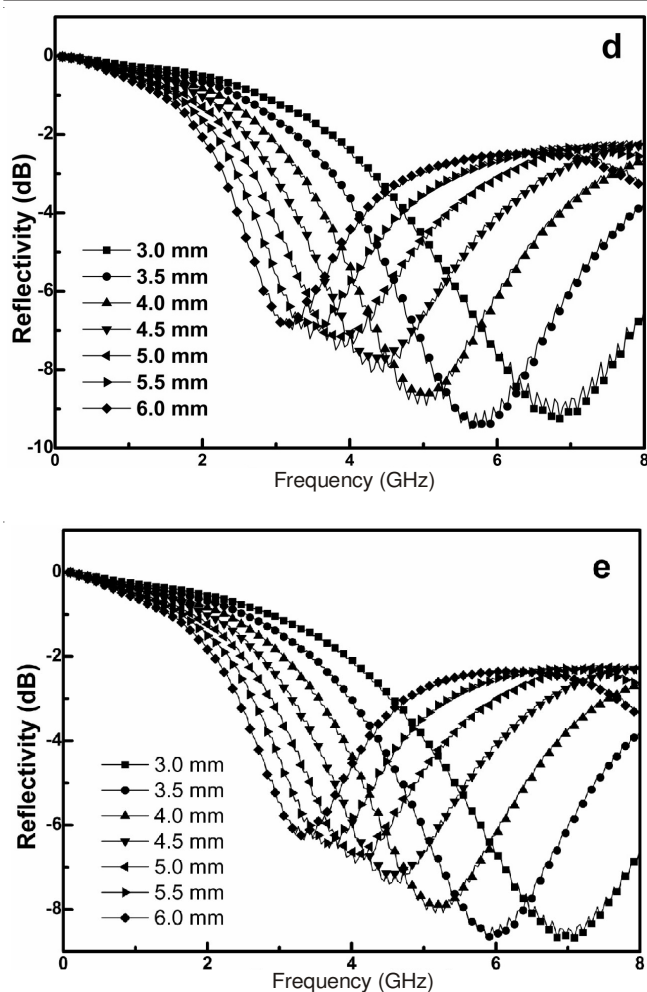 d
0
-2
-4
-6
-8
-10
Reflectivity (dB)
3.0 mm
3.5 mm
4.0 mm
4.5 mm
5.0 mm
5.5 mm
6.0 mm
0 2 4 6 8
Frequency (GHz)
e
0
-2
-4
-6
-8
Reflectivity (dB)
3.0 mm
3.5 mm
4.0 mm
4.5 mm
5.0 mm
5.5 mm
6.0 mm
0 2 4 6 8
Frequency (GHz)